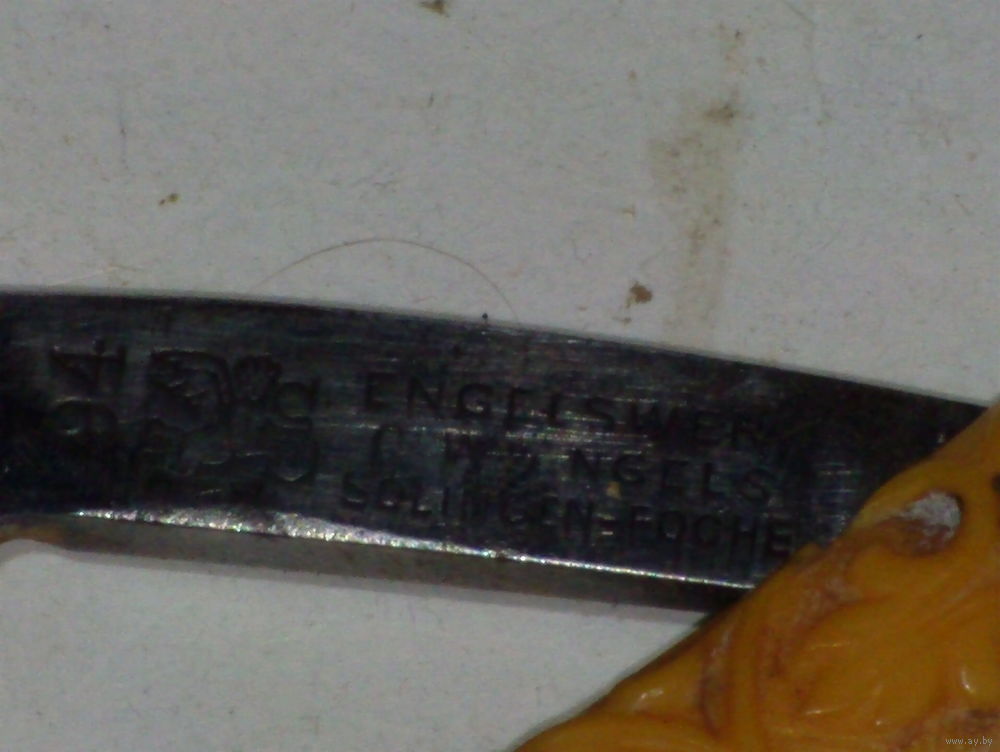 ENGELSWER
C. W. ENGELS
SOLINGEN-FOCHE
www.ay.by